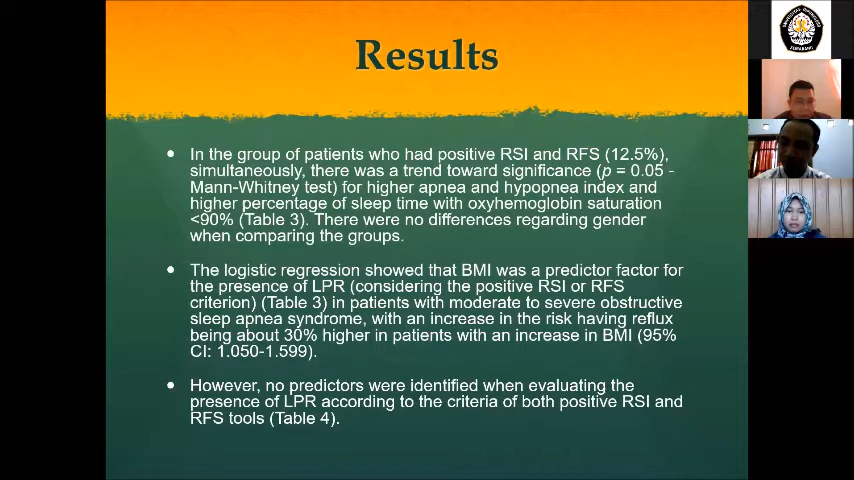 Results
In the group of patients who had positive RSI and RFS (12.5%),
simultaneously, there was a trend toward significance (p = 0.05 -
Mann-Whitney test) for higher apnea and hypopnea index and
higher percentage of sleep time with oxyhemoglobin saturation
<90% (Table 3). There were no differences regarding gender
when comparing the groups.
The logistic regression showed that BMI was a predictor factor for
the presence of LPR (considering the positive RSI or RFS
criterion) (Table 3) in patients with moderate to severe obstructive
sleep apnea syndrome, with an increase in the risk having reflux
being about 30% higher in patients with an increase in BMI (95%
CI: 1.050-1.599).
However, no predictors were identified when evaluating the
presence of LPR according to the criteria of both positive RSI and
RFS tools (Table 4).